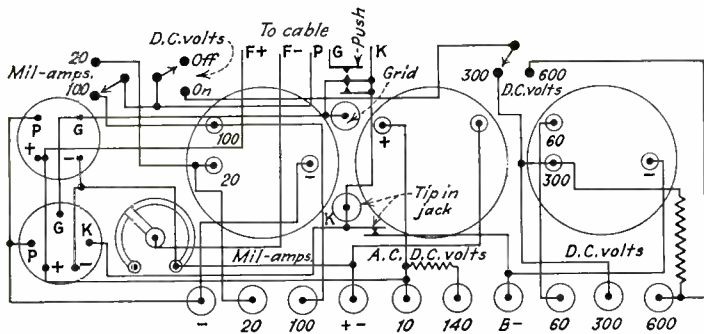 To cable
20
D.C.volts
Off
F+ F- P G K
Push
Mil-amps.
100
On
Grid
300 600
D.C.volts
P G
100
+
60
+ -
20
-
300
-
G
K
Tip in
jack
P K
+ -
Mil-amps.
A.C. D.C.volts
D.C.volts
- 20 100 + - 10 140 B- 60 300 600